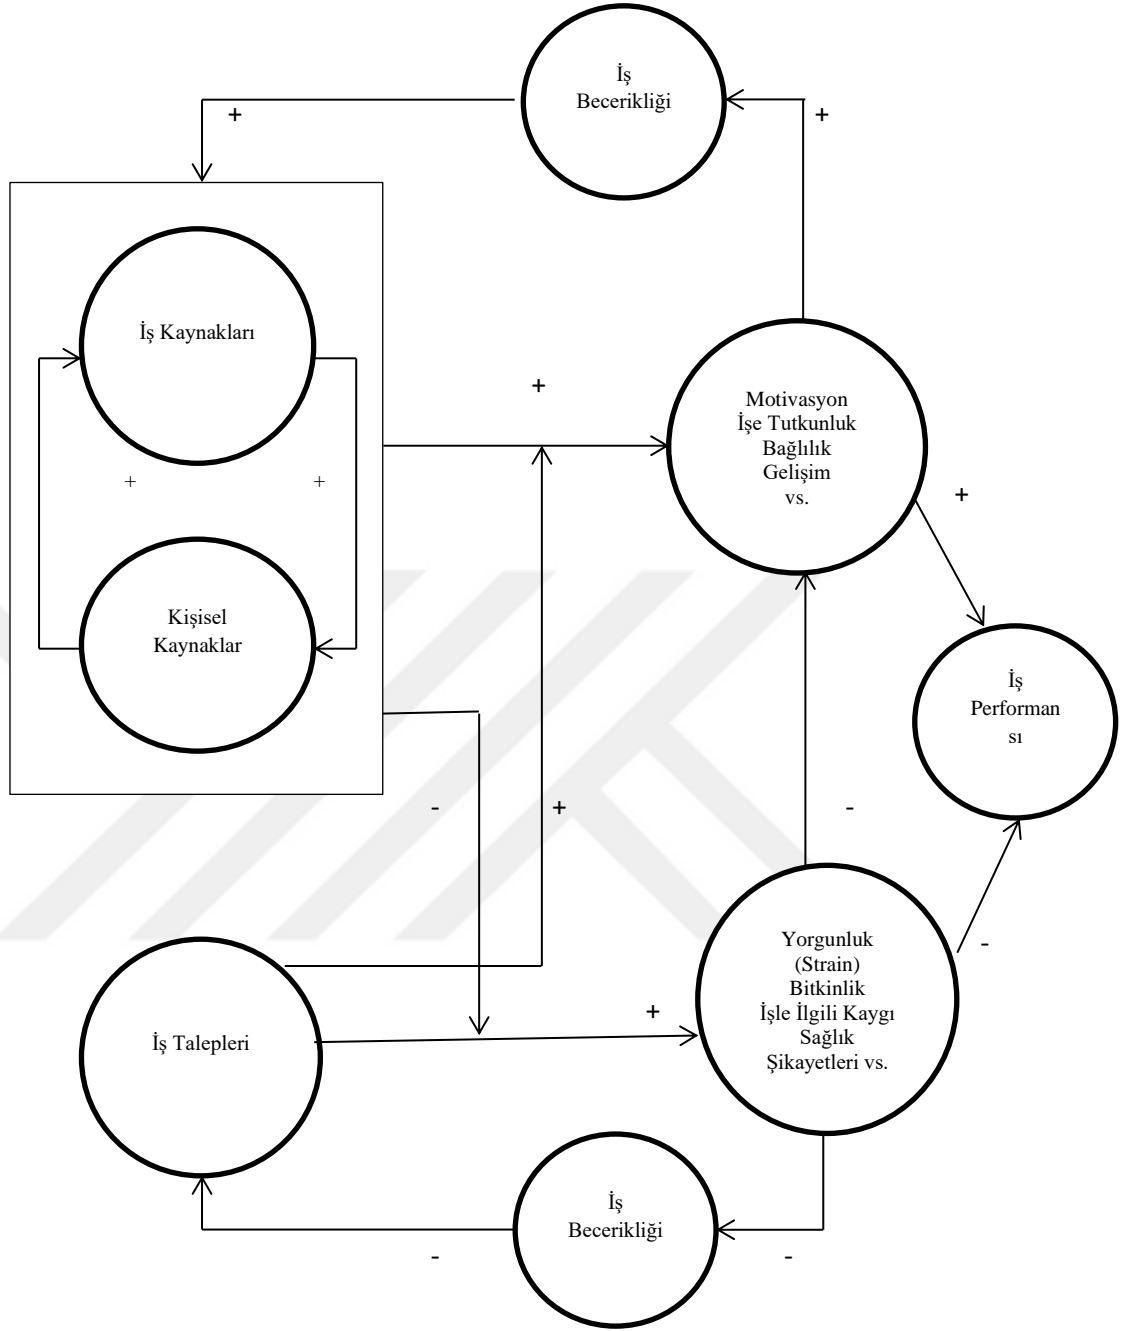 İş
Becerikliği
+
+
İş Kaynakları
+
Motivasyon
İşe Tutkunluk
Bağlılık
Gelişim
vs.
+
+
+
Kişisel
Kaynaklar
İş
Performan
sı
-
+
-
Yorgunluk
(Strain)
Bitkinlik
İşle İlgili Kaygı
Sağlık
Şikayetleri vs.
-
+
İş Talepleri
İş
Becerikliği
-
-